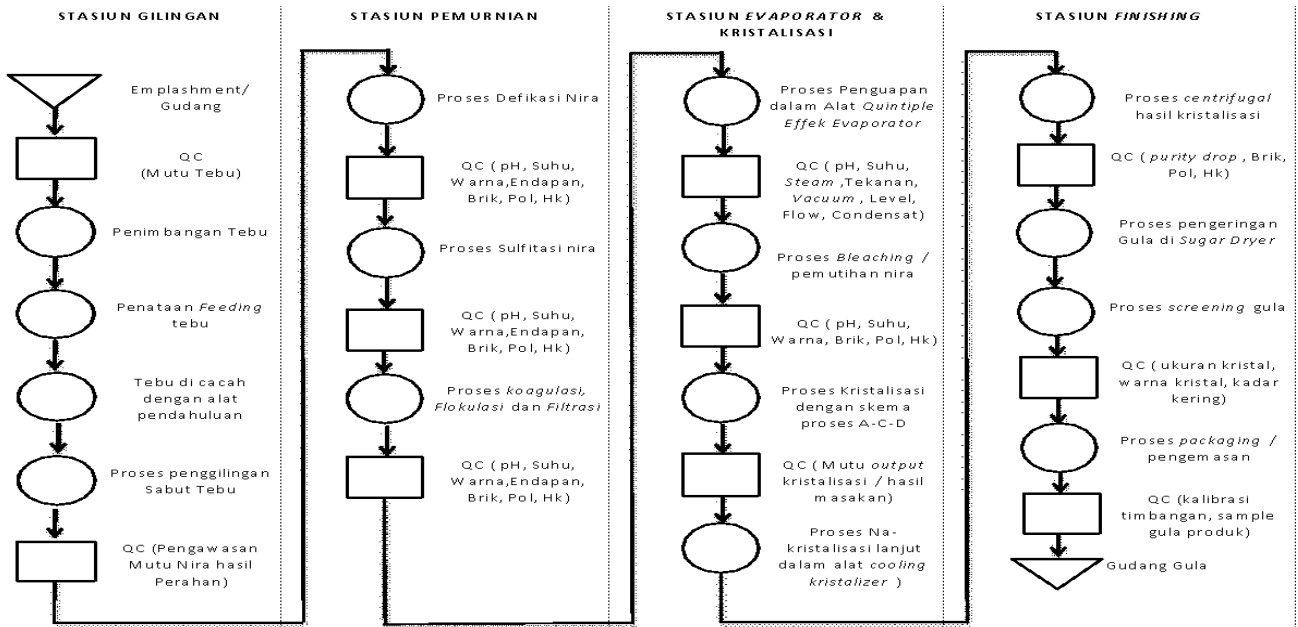 STASIUN GILINGAN
Emplashment/
Gudang
QC
(Mutu Tebu)
Penimbangan Tebu
Penataan Feeding
tebu
Tebu di cacah
dengan alat
pendahuluan
Proses penggilingan
Sabut Tebu
QC (Pengawasan
Mutu Nira hasil
Perahan)
STASIUN PEMURNIAN
Proses Defikasi Nira
QC ( pH, Suhu,
Warna,Endapan,
Brik, Pol, Hk)
Proses Sulfitasi nira
QC ( pH, Suhu,
Warna,Endapan,
Brik, Pol, Hk)
Proses koagulasi,
Flokulasi dan Filtrasi
QC ( pH, Suhu,
Warna,Endapan,
Brik, Pol, Hk)
STASIUN EVAPORATOR &
KRISTALISASI
Proses Penguapan
dalam Alat Quintiple
Effek Evaporator
QC ( pH, Suhu,
Steam ,Tekanan,
Vacuum , Level,
Flow, Condensat)
Proses Bleaching /
pemutihan nira
QC ( pH, Suhu,
Warna, Brik, Pol, Hk)
Proses Kristalisasi
dengan skema
proses A-C-D
QC ( Mutu output
kristalisasi / hasil
masakan)
Proses Na-
kristalisasi lanjut
dalam alat cooling
kristalizer )
STASIUN FINISHING
Proses centrifugal
hasil kristalisasi
QC ( purity drop , Brik,
Pol, Hk)
Proses pengeringan
Gula di Sugar Dryer
Proses screening gula
QC ( ukuran kristal,
warna kristal, kadar
kering)
Proses packaging /
pengemasan
QC (kalibrasi
timbangan, sample
gula produk)
Gudang Gula